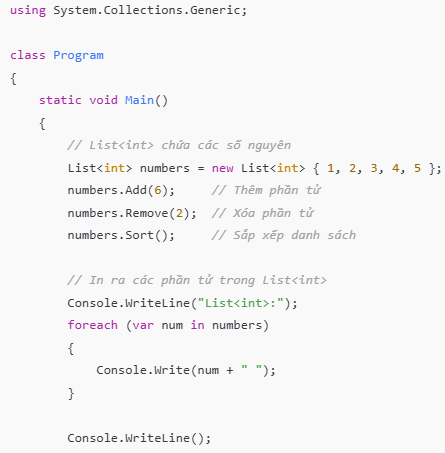 using System.Collections.Generic;
class Program
{
static void Main()
{
// List<int> chứa các số nguyên
List<int> numbers = new List<int> { 1, 2, 3, 4, 5 };
numbers.Add(6); // Thêm phần tử
numbers.Remove(2); // Xóa phần tử
numbers.Sort(); // Sắp xếp danh sách
// In ra các phần tử trong List<int>
Console.WriteLine("List<int>:");
foreach (var num in numbers)
{
Console.Write(num + " ");
}
Console.WriteLine();